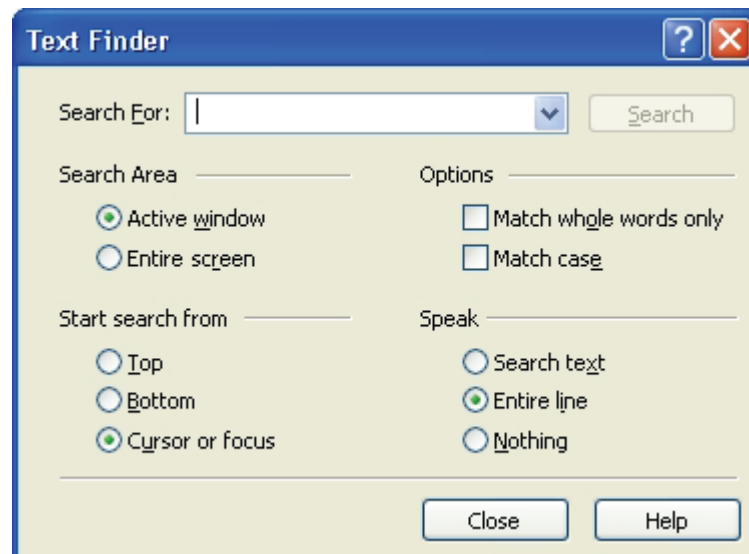 Text Finder
Search For:
Search
Search Area
Options
Active window
Match whole words only
Entire screen
Match case
Start search from
Speak
Top
Search text
Bottom
Entire line
Cursor or focus
Nothing
Close
Help